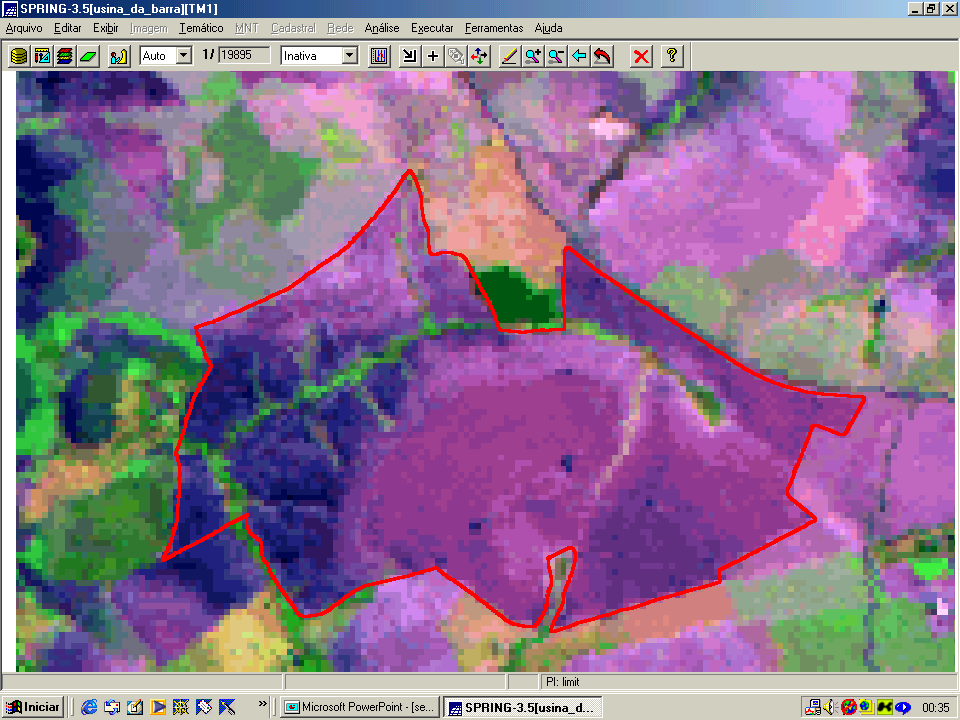 SPRING-3.5[usina_da_barra][TM1]
Arquivo Editar Exibir Imagem Temático MNT Cadastral Rede Análise Executar Ferramentas Ajuda
Auto 1/ 19895 Inativa
PI: limit
Iniciar » Microsoft PowerPoint - [se... SPRING-3.5[usina_d... 00:35